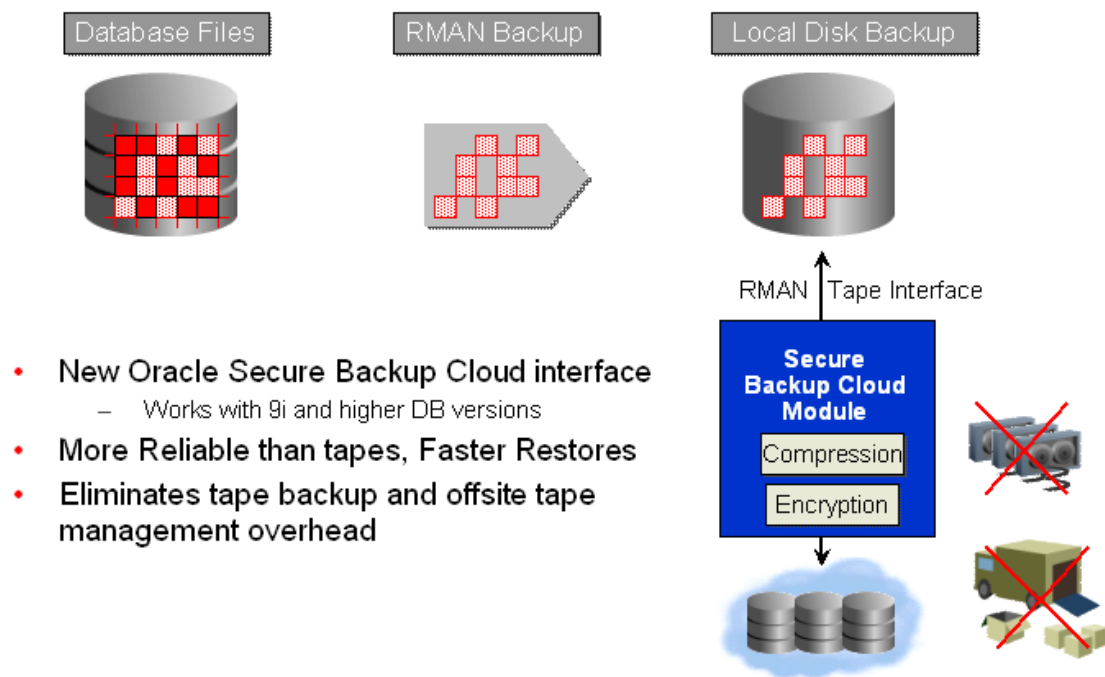 Database Files
RMAN Backup
Local Disk Backup
RMAN Tape Interface
• New Oracle Secure Backup Cloud interface
– Works with 9i and higher DB versions
• More Reliable than tapes, Faster Restores
• Eliminates tape backup and offsite tape
management overhead
Secure
Backup Cloud
Module
Compression
Encryption